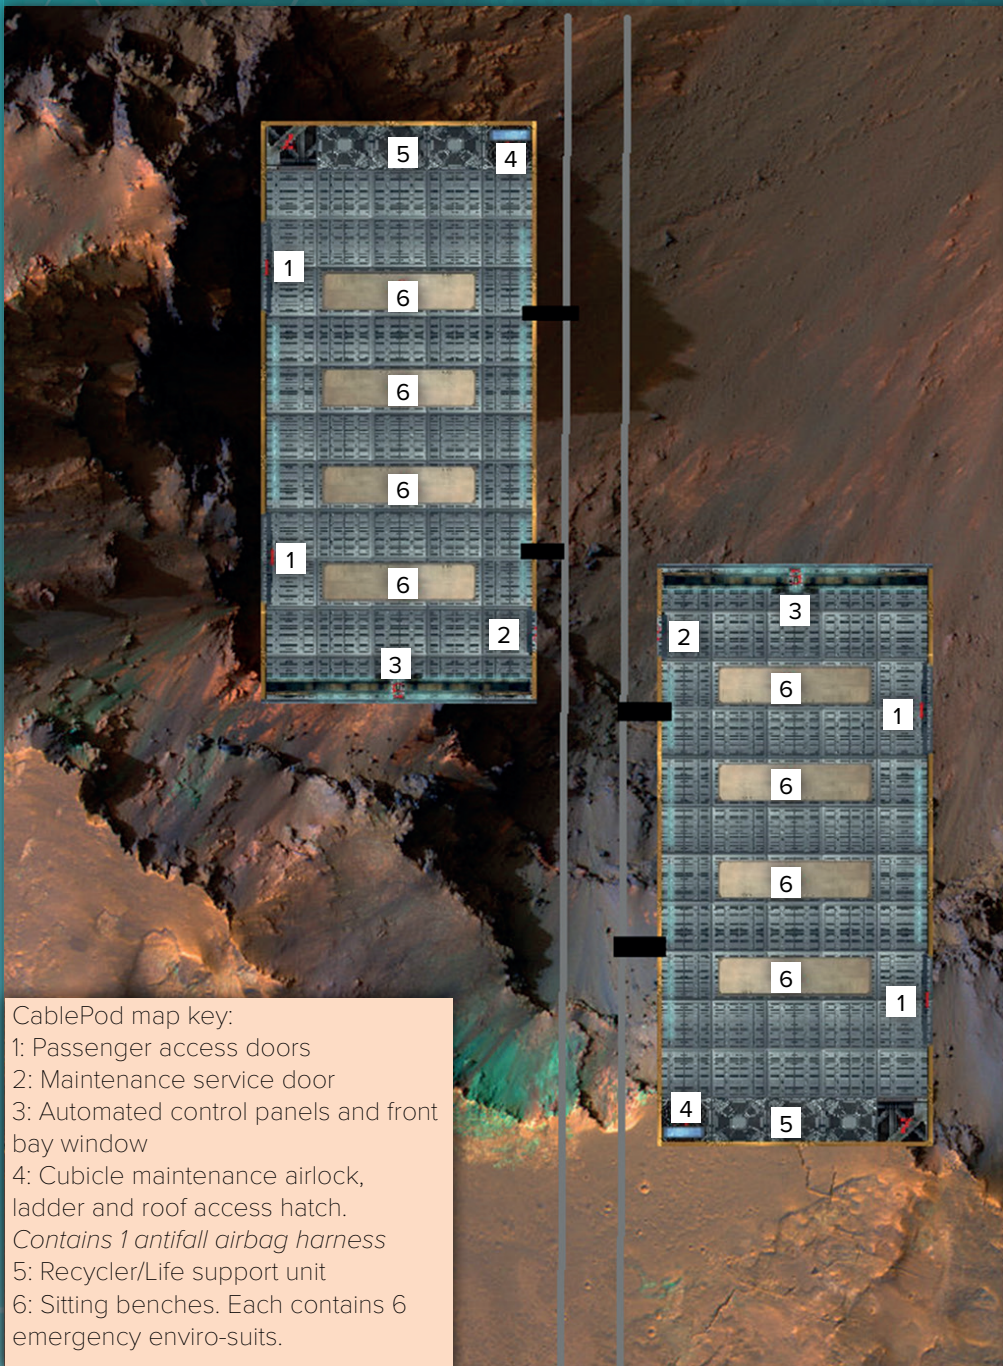 5
4
1
6
6
6
1
6
2
3
3
2
6
1
6
6
6
1
4
5
CablePod map key:
1: Passenger access doors
2: Maintenance service door
3: Automated control panels and front
bay window
4: Cubicle maintenance airlock,
ladder and roof access hatch.
Contains 1 antifall airbag harness
5: Recycler/Life support unit
6: Sitting benches. Each contains 6
emergency enviro-suits.